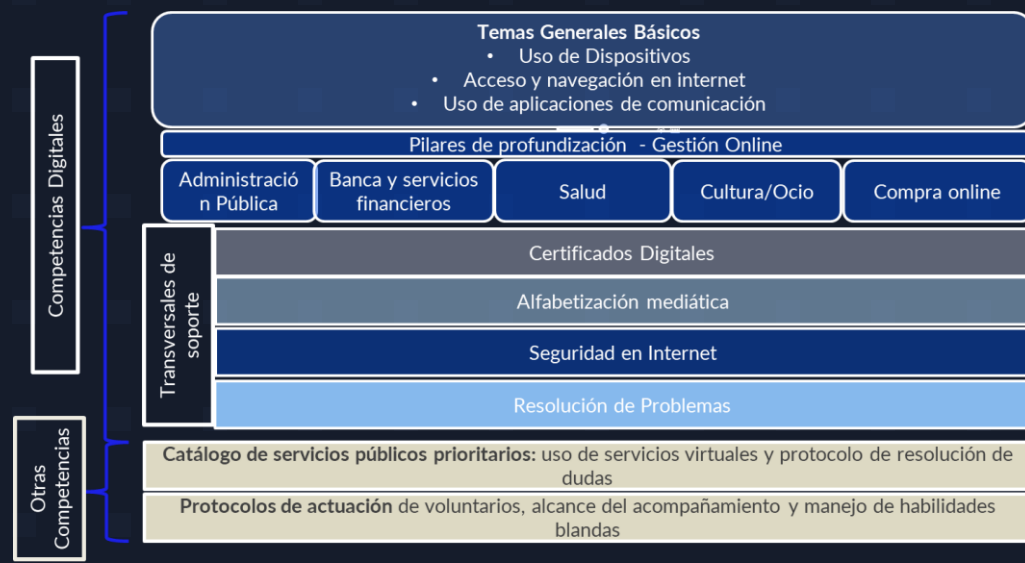 Competencias Digitales
Temas Generales Básicos
• Uso de Dispositivos
• Acceso y navegación en internet
• Uso de aplicaciones de comunicación
Pilares de profundización - Gestión Online
Administració
n Pública
Banca y servicios
financieros
Salud
Cultura/Ocio
Compra online
Transversales de
soporte
Certificados Digitales
Alfabetización mediática
Seguridad en Internet
Resolución de Problemas
Otras
Competencias
Catálogo de servicios públicos prioritarios: uso de servicios virtuales y protocolo de resolución de
dudas
Protocolos de actuación de voluntarios, alcance del acompañamiento y manejo de habilidades
blandas